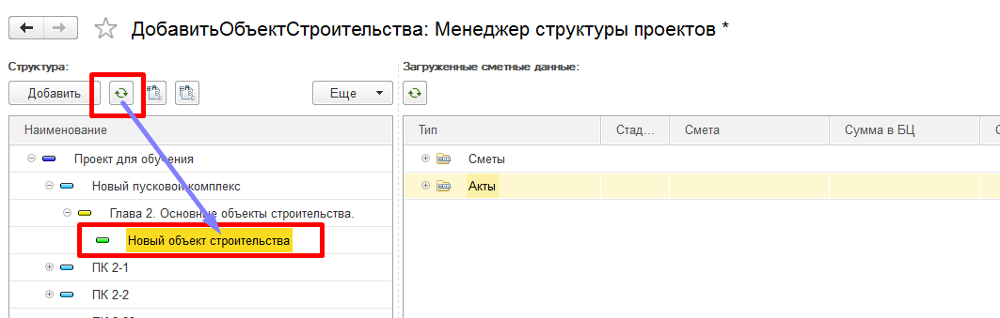 ДобавитьОбъектСтроительства: Менеджер структуры проектов *
Структура:
Загруженные сметные данные:
Добавить
Еще
Наименование
Тип
Стад...
Смета
Сумма в БЦ
Проект для обучения
Сметы
Новый пусковой комплекс
Акты
Глава 2. Основные объекты строительства.
Новый объект строительства
ПК 2-1
ПК 2-2